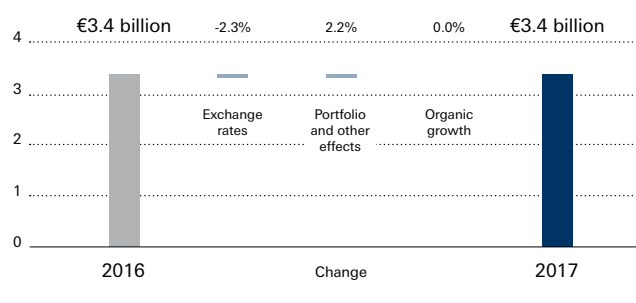 €3.4 billion -2.3% 2.2% 0.0% €3.4 billion
4
3
Exchange rates
Portfolio and other effects
Organic growth
2
1
0
2016 Change 2017